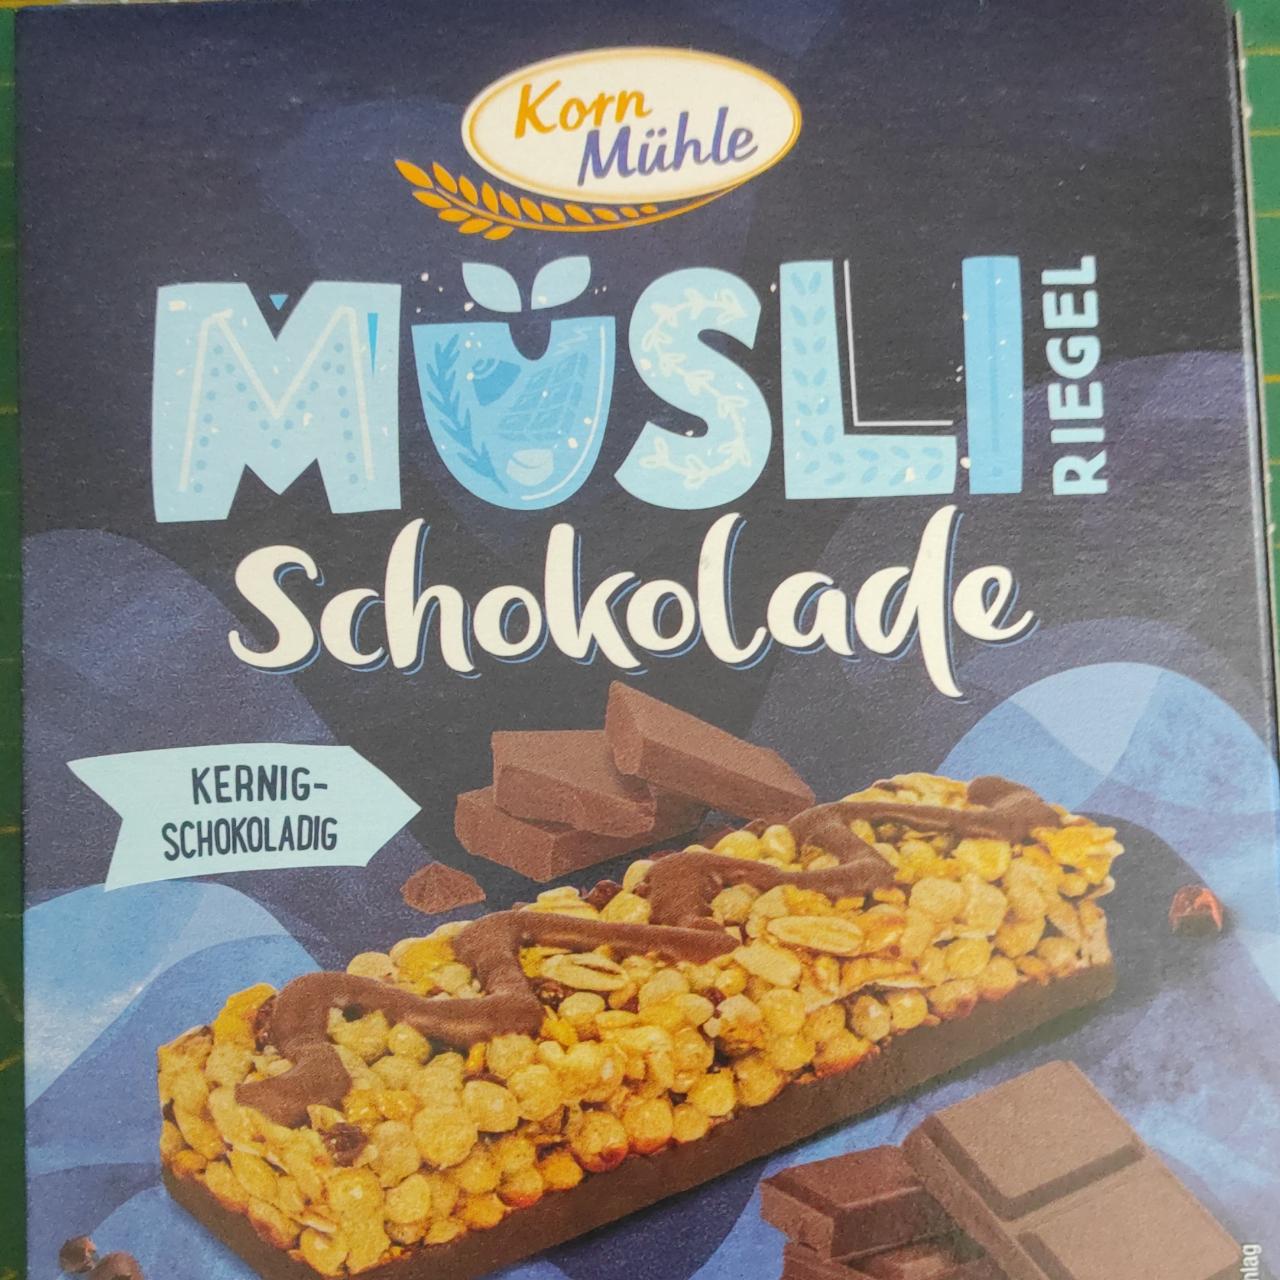 Korn
Mühle
MÜSLI
RIEGEL
Schokolade
KERNIG-
SCHOKOLADIG